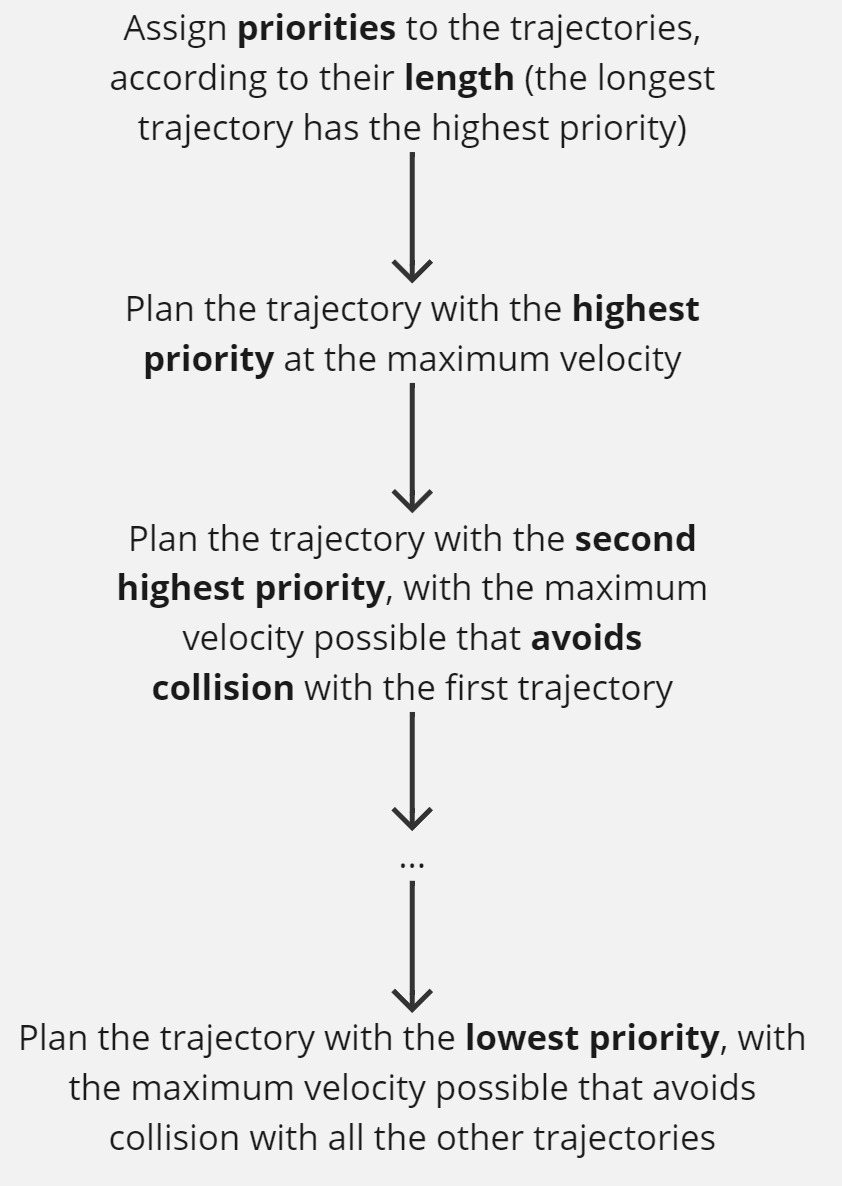 Assign priorities to the trajectories,
according to their length (the longest
trajectory has the highest priority)
Plan the trajectory with the highest
priority at the maximum velocity
Plan the trajectory with the second
highest priority, with the maximum
velocity possible that avoids
collision with the first trajectory
...
Plan the trajectory with the lowest priority, with
the maximum velocity possible that avoids
collision with all the other trajectories